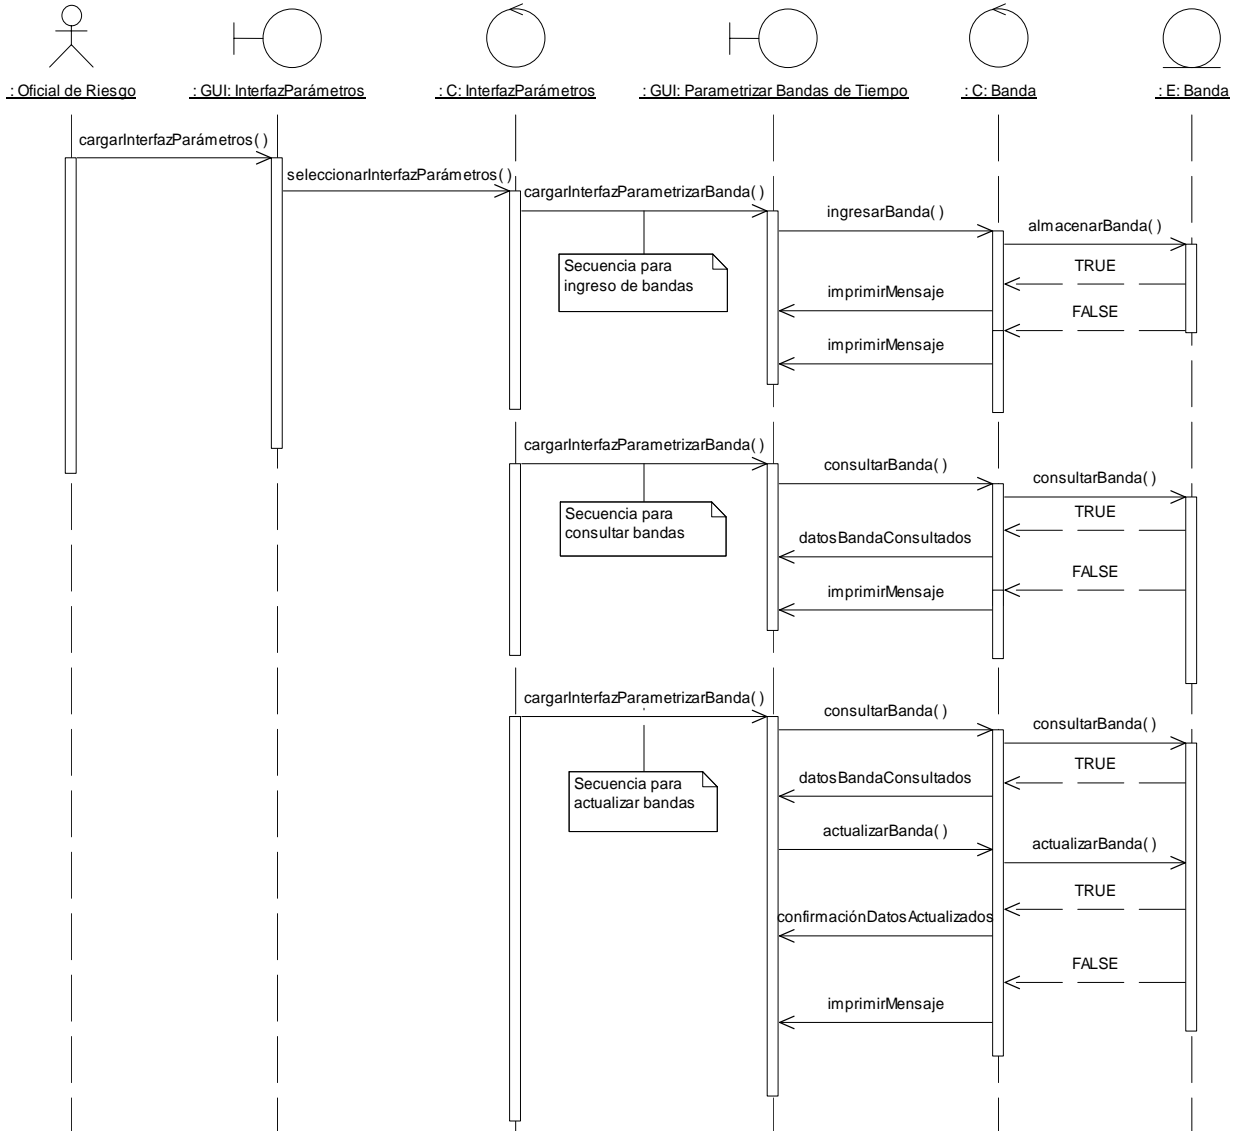 : Oficial de Riesgo
: GUI: InterfazParámetros
: C: InterfazParámetros
: GUI: Parametrizar Bandas de Tiempo
: C: Banda
: E: Banda
cargarInterfazParámetros( )
seleccionarInterfazParámetros( )
cargarInterfazParametrizarBanda( )
ingresarBanda( )
almacenarBanda( )
Secuencia para
ingreso de bandas
TRUE
imprimirMensaje
FALSE
imprimirMensaje
cargarInterfazParametrizarBanda( )
consultarBanda( )
consultarBanda( )
Secuencia para
consultar bandas
TRUE
datosBandaConsultados
FALSE
imprimirMensaje
cargarInterfazParametrizarBanda( )
consultarBanda( )
consultarBanda( )
Secuencia para
actualizar bandas
TRUE
datosBandaConsultados
actualizarBanda( )
actualizarBanda( )
TRUE
confirmaciónDatosActualizados
FALSE
imprimirMensaje